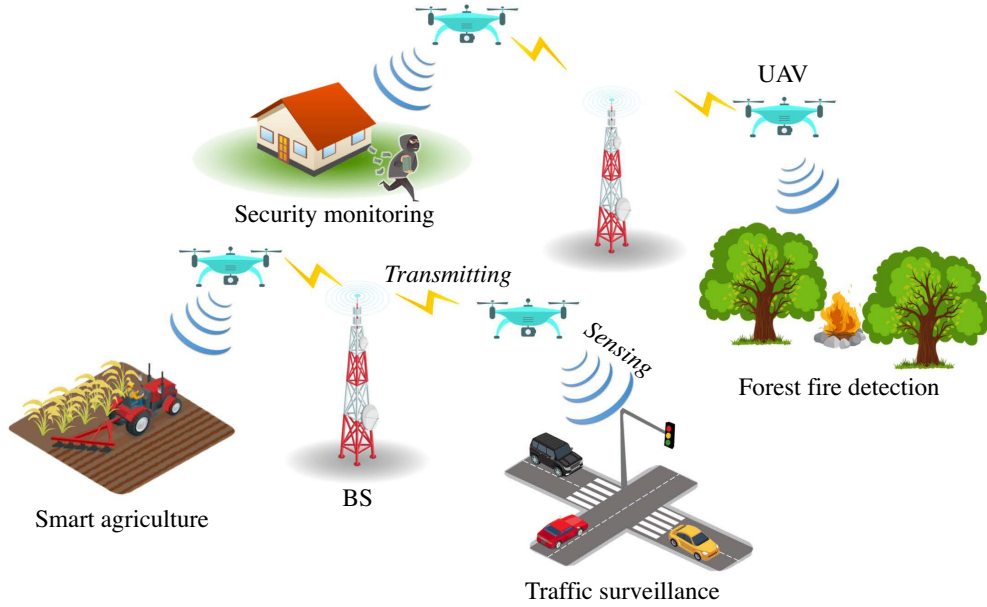 UAV
Security monitoring
Transmitting
Sensing
Forest fire detection
BS
Smart agriculture
Traffic surveillance